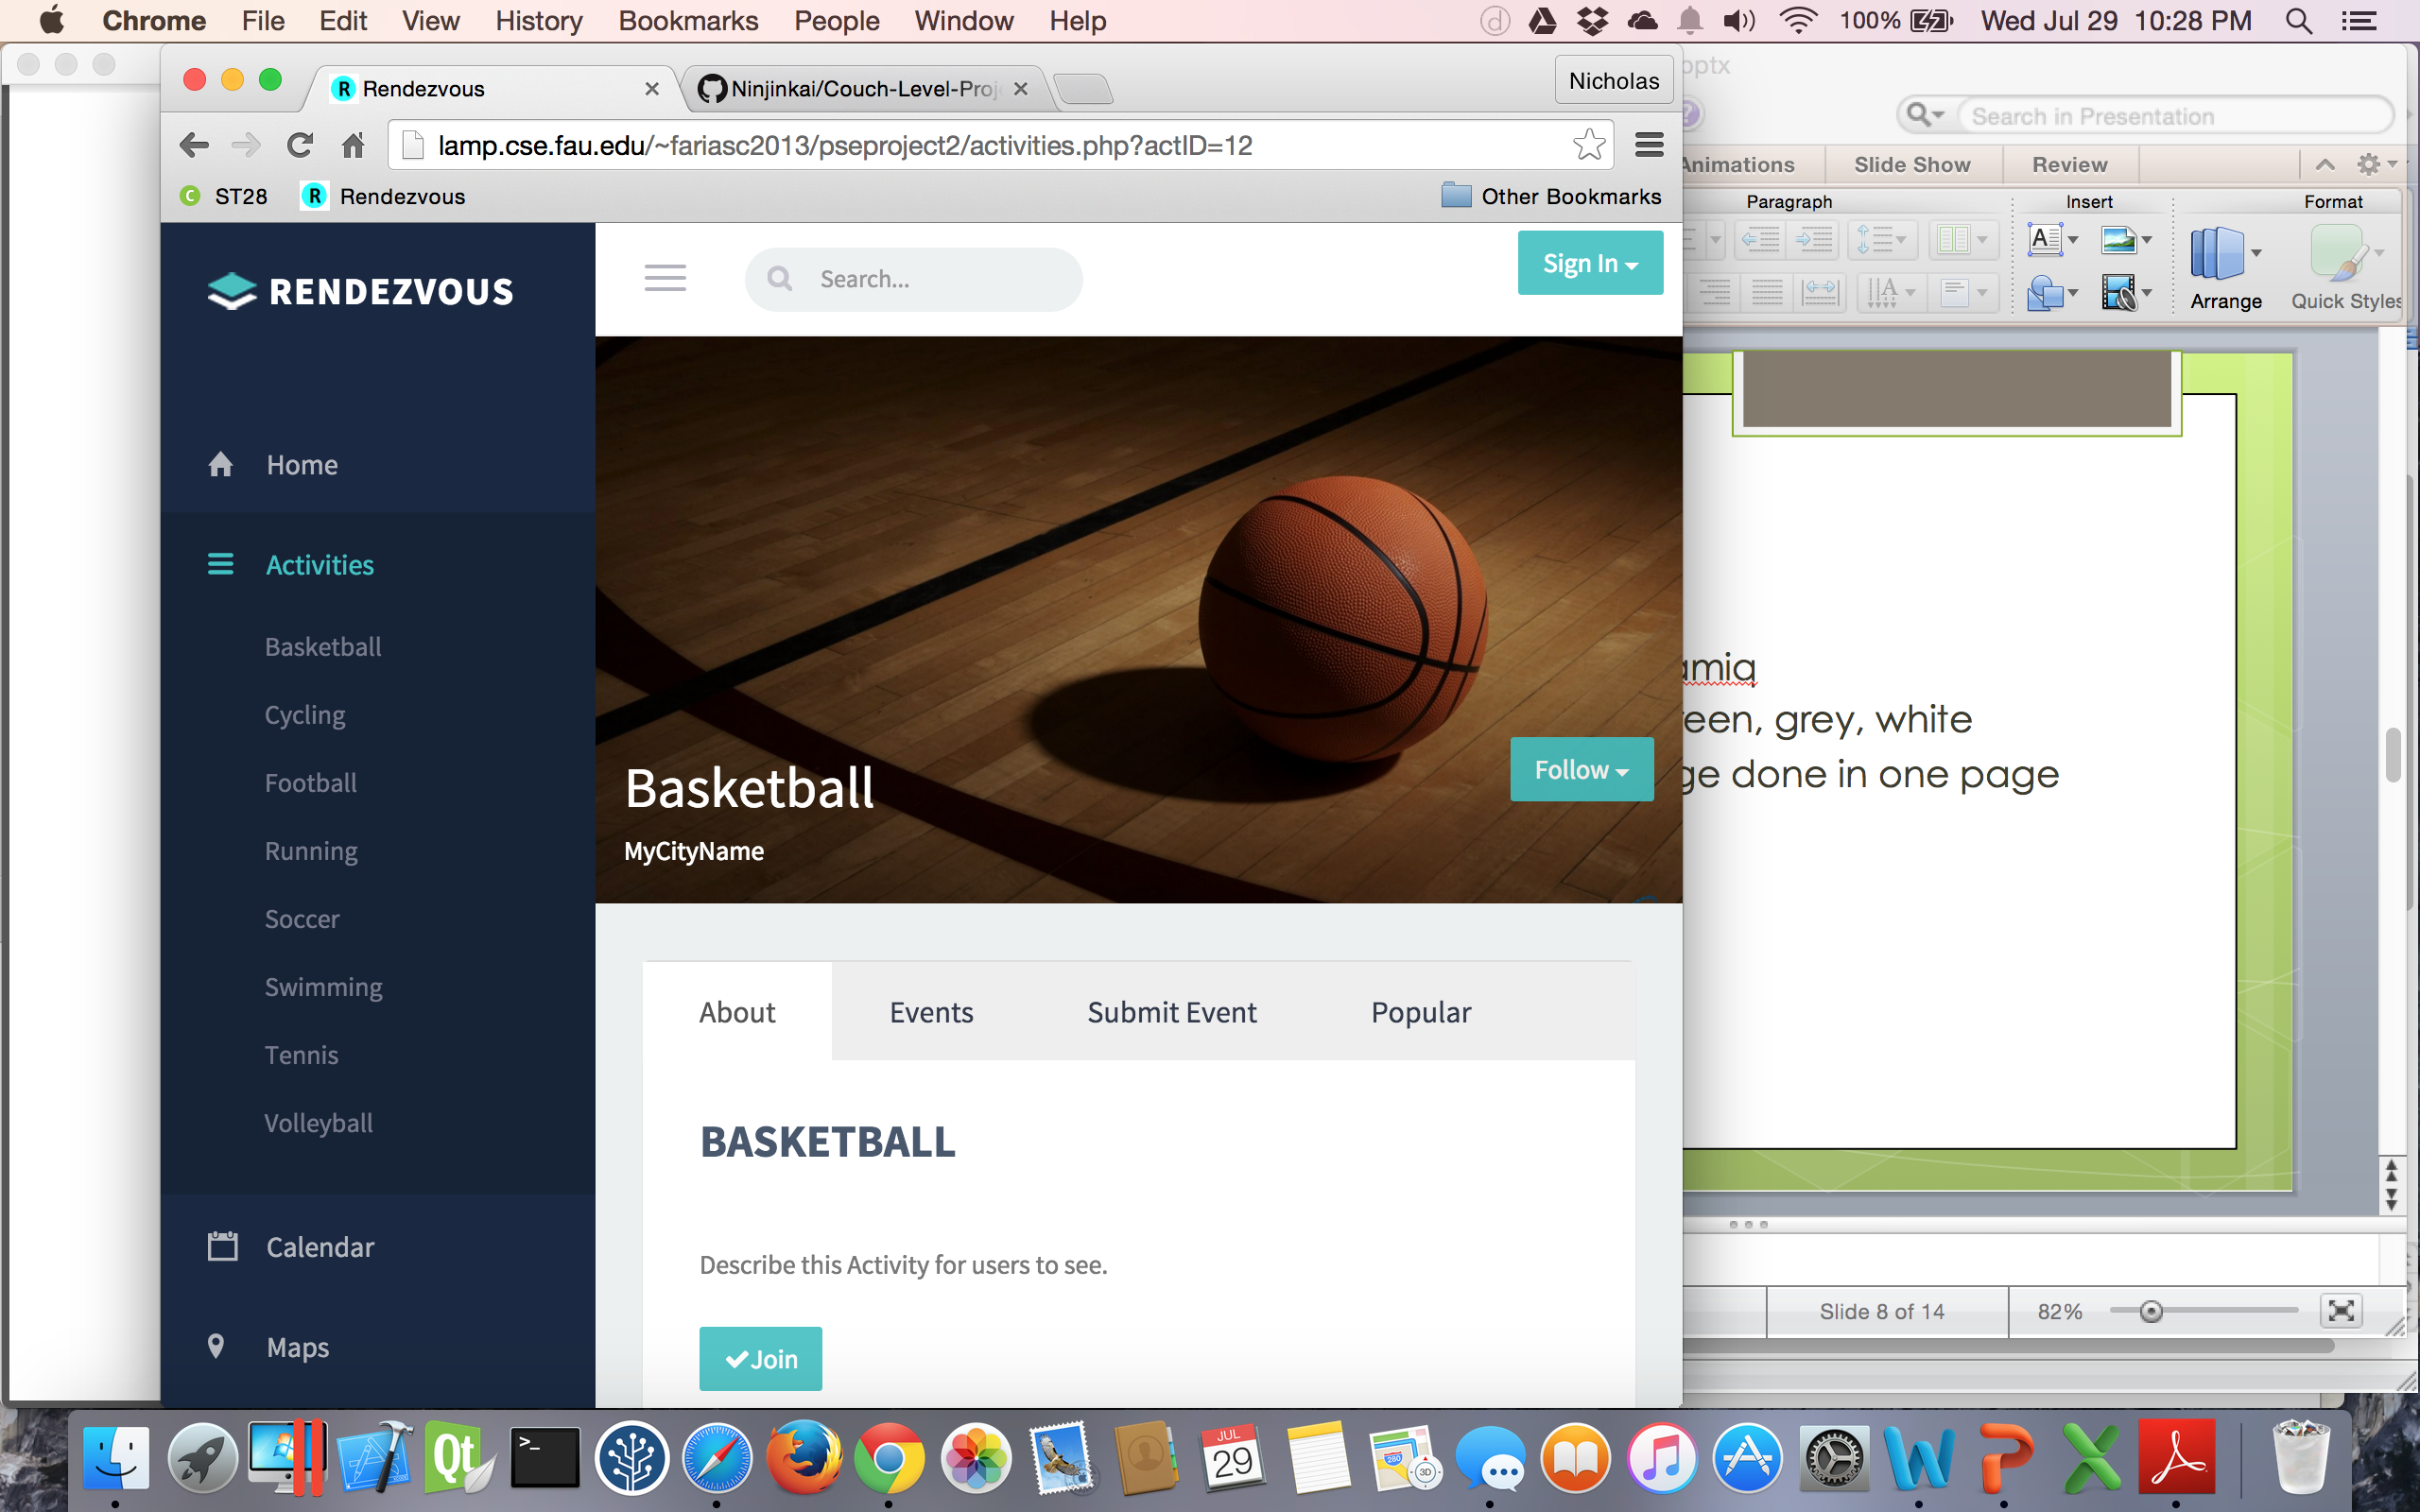 Chrome File Edit View History Bookmarks People Window Help
100% Wed Jul 29 10:28 PM
Rendezvous
Ninjinkai/Couch-Level-Proj
Nicholas
lamp.cse.fau.edu/~fariasc2013/pseproject2/activities.php?actID=12
ST28
Rendezvous
Other Bookmarks
RENDEZVOUS
Search...
Sign In
Home
Activities
Basketball
Cycling
Football
Running
Soccer
Swimming
Tennis
Volleyball
Calendar
Maps
Basketball
MyCityName
Follow
About
Events
Submit Event
Popular
BASKETBALL
Describe this Activity for users to see.
Join
Search in Presentation
Animations
Slide Show
Review
Paragraph
Insert
Format
Arrange
Quick Styles
een, grey, white
ge done in one page
Slide 8 of 14
82%
JUL
29
280
3D